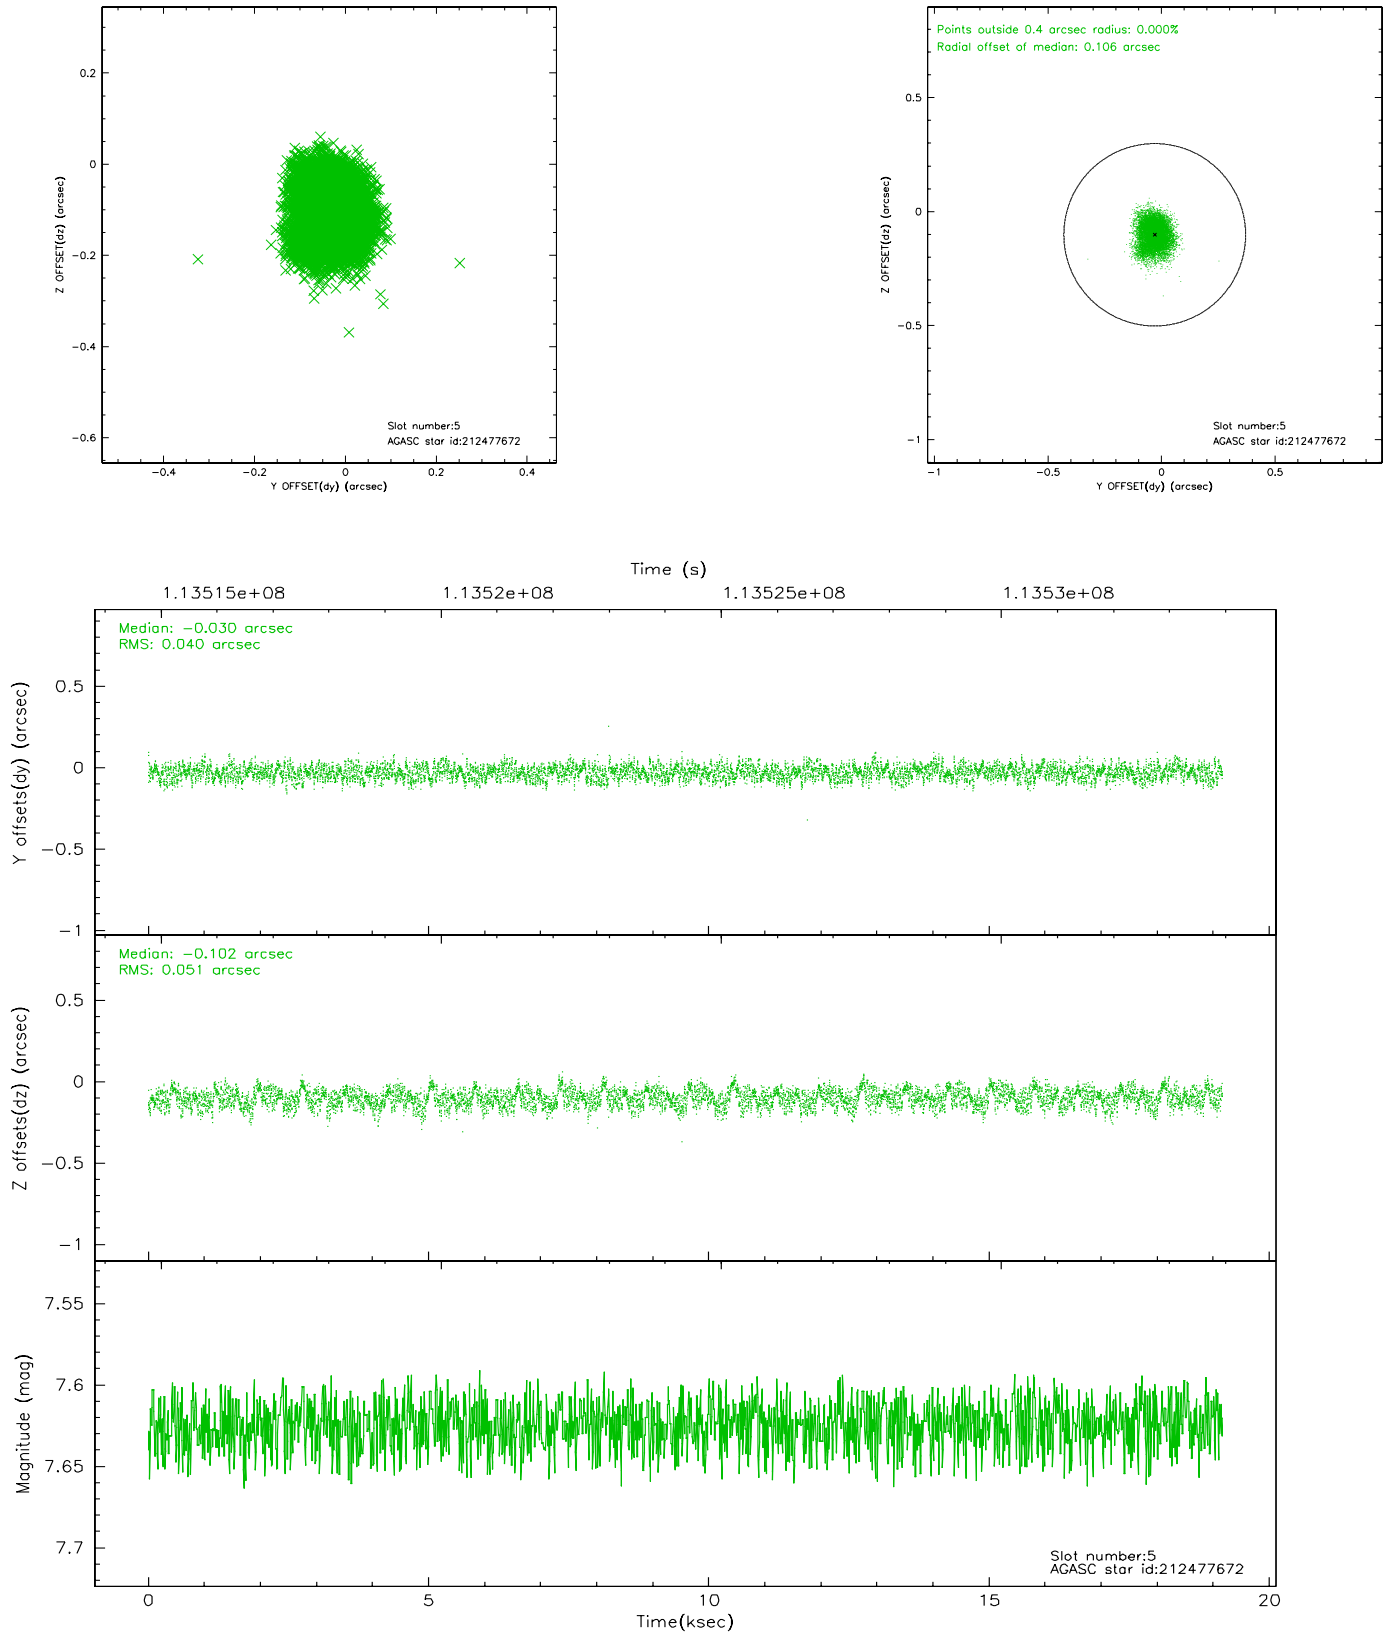 0.2
0
−0.2
−0.4
−0.6
−0.4
−0.2
0
0.2
0.4
Z OFFSET(dz) (arcsec)
Y OFFSET(dy) (arcsec)
Slot number:5
AGASC star id:212477672
Points outside 0.4 arcsec radius: 0.000%
Radial offset of median: 0.106 arcsec
0.5
0
−0.5
−1
−1
−0.5
0
0.5
Z OFFSET(dz) (arcsec)
Y OFFSET(dy) (arcsec)
Slot number:5
AGASC star id:212477672
Time (s)
1.13515e+08
1.1352e+08
1.13525e+08
1.1353e+08
Median: −0.030 arcsec
RMS: 0.040 arcsec
0.5
0
−0.5
−1
Y offsets(dy) (arcsec)
Median: −0.102 arcsec
RMS: 0.051 arcsec
0.5
0
−0.5
−1
Z offsets(dz) (arcsec)
7.55
7.6
7.65
7.7
Magnitude (mag)
Slot number:5
AGASC star id:212477672
0
5
10
15
20
Time(ksec)